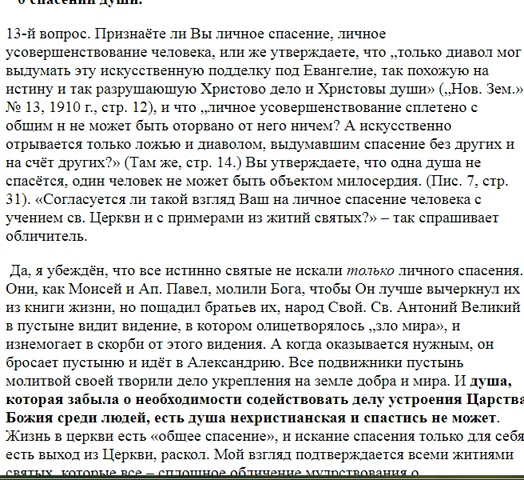 о спасении души.
13-й вопрос. Признаёте ли Вы личное спасение, личное
усовершенствование человека, или же утверждаете, что „только диавол мог
выдумать эту искусственную подделку под Евангелие, так похожую на
истину и так разрушающую Христово дело и Христовы души» („Нов. Зем.»
№ 13, 1910 г., стр. 12), и что „личное усовершенствование сплетено с
общим н не может быть оторвано от него ничем? А искусственно
отрывается только ложью и диаволом, выдумавшим спасение без других и
на счёт других?» (Там же, стр. 14.) Вы утверждаете, что одна душа не
спасётся, один человек не может быть объектом милосердия. (Пис. 7, стр.
31). «Согласуется ли такой взгляд Ваш на личное спасение человека с
учением св. Церкви и с примерами из житий святых?» – так спрашивает
обличитель.
Да, я убеждён, что все истинно святые не искали только личного спасения.
Они, как Моисей и Ап. Павел, молили Бога, чтобы Он лучше вычеркнул их
из книги жизни, но пощадил братьев их, народ Свой. Св. Антоний Великий
в пустыне видит видение, в котором олицетворялось „зло мира», и
изнемогает в скорби от этого видения. А когда оказывается нужным, он
бросает пустыню и идёт в Александрию. Все подвижники пустынь
молитвой своей творили дело укрепления на земле добра и мира. И душа,
которая забыла о необходимости содействовать делу устроения Царства
Божия среди людей, есть душа нехристианская и спастись не может.
Жизнь в церкви есть «общее спасение», и искание спасения только для себя
есть выход из Церкви, раскол. Мой взгляд подтверждается всеми житиями
святых, которые все – сплошное обличение мудрствования о